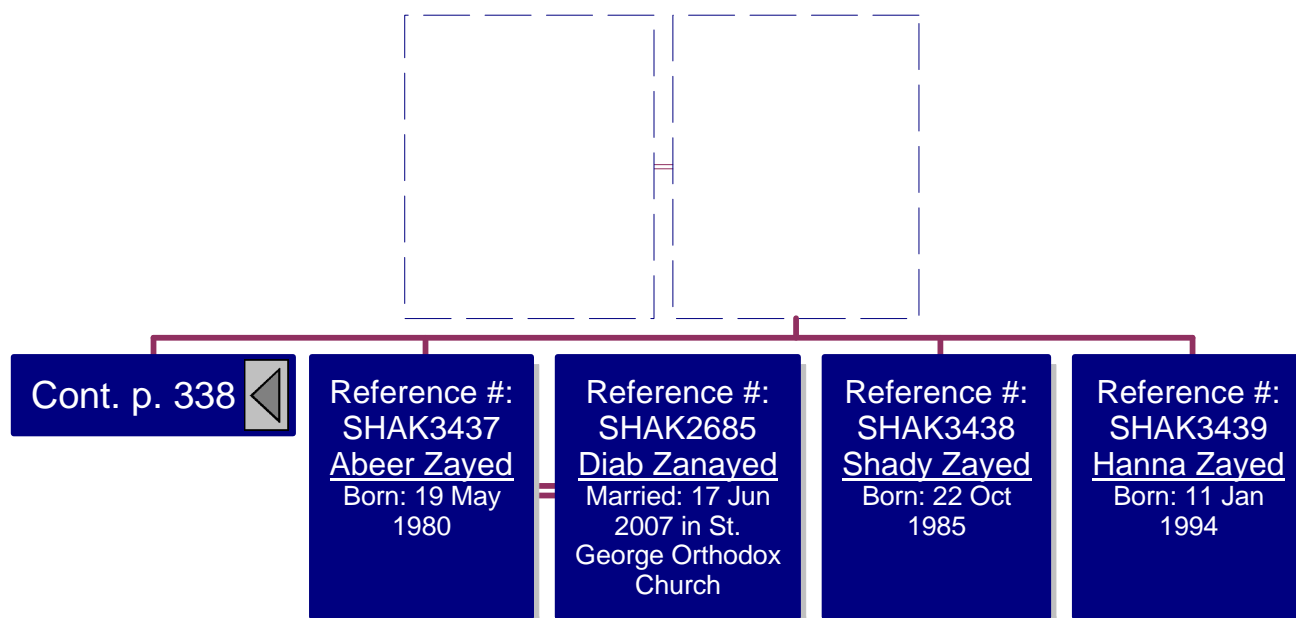 Cont. p. 338
Reference #:
SHAK3437
Abeer Zayed
Born: 19 May
1980
Reference #:
SHAK2685
Diab Zanayed
Married: 17 Jun
2007 in St.
George Orthodox
Church
Reference #:
SHAK3438
Shady Zayed
Born: 22 Oct
1985
Reference #:
SHAK3439
Hanna Zayed
Born: 11 Jan
1994